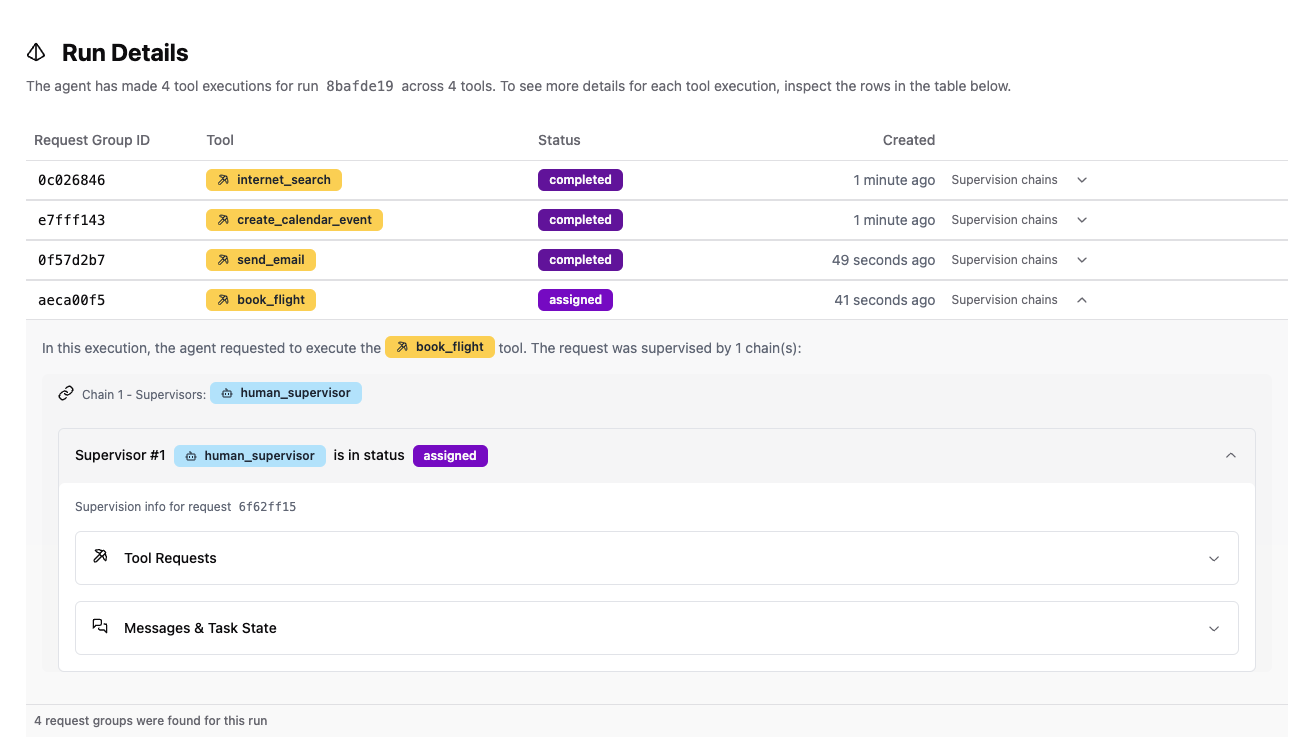 Run Details
The agent has made 4 tool executions for run 8bafde19 across 4 tools. To see more details for each tool execution, inspect the rows in the table below.
Request Group ID Tool Status Created
0c026846 internet_search completed 1 minute ago Supervision chains
e7fff143 create_calendar_event completed 1 minute ago Supervision chains
0f57d2b7 send_email completed 49 seconds ago Supervision chains
aeca00f5 book_flight assigned 41 seconds ago Supervision chains
In this execution, the agent requested to execute the book_flight tool. The request was supervised by 1 chain(s):
Chain 1 - Supervisors: human_supervisor
Supervisor #1 human_supervisor is in status assigned
Supervision info for request 6f62ff15
Tool Requests
Messages & Task State
4 request groups were found for this run